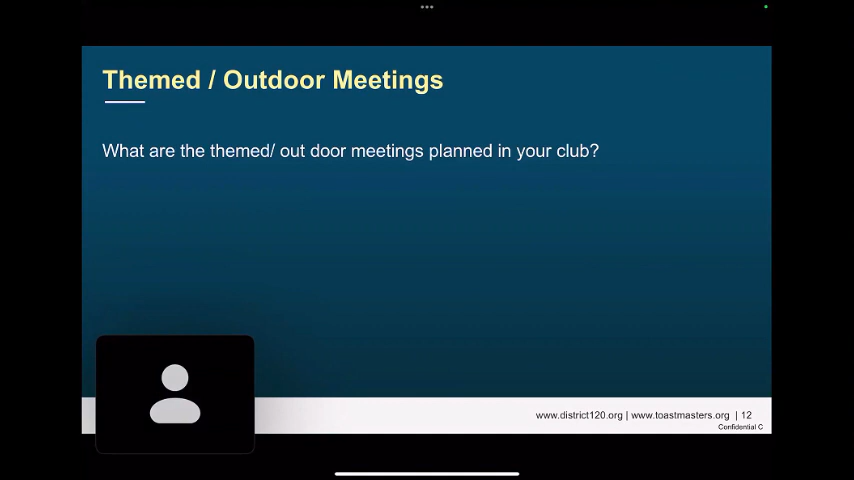 Themed / Outdoor Meetings
What are the themed/ out door meetings planned in your club?
www.district120.org | www.toastmasters.org | 12
Confidential C